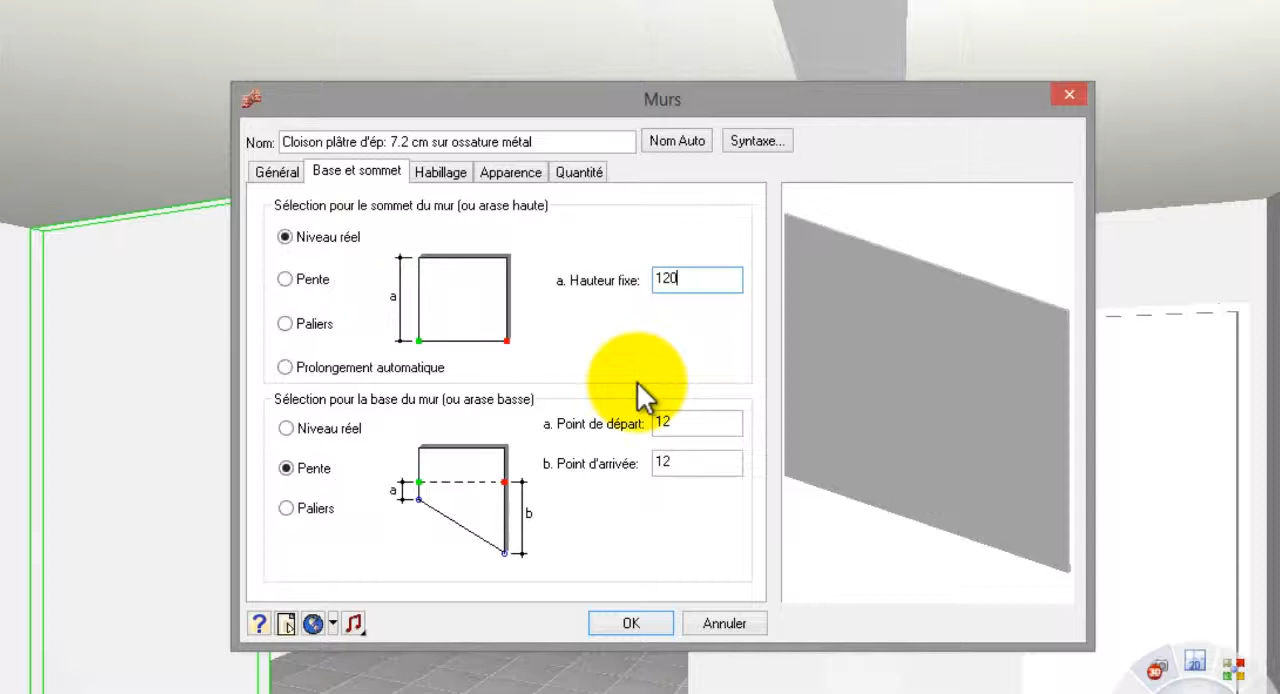 Murs
Nom: Cloison plâtre d'ép: 7.2 cm sur ossature métal Nom Auto Syntaxe...
Général Base et sommet Habillage Apparence Quantité
Sélection pour le sommet du mur (ou arase haute)
Niveau réel
Pente
a. Hauteur fixe: 120
a
Paliers
Prolongement automatique
Sélection pour la base du mur (ou arase basse)
Niveau réel
a. Point de départ: 12
Pente
b. Point d'arrivée: 12
a
Paliers
b
? OK Annuler
3D 2D